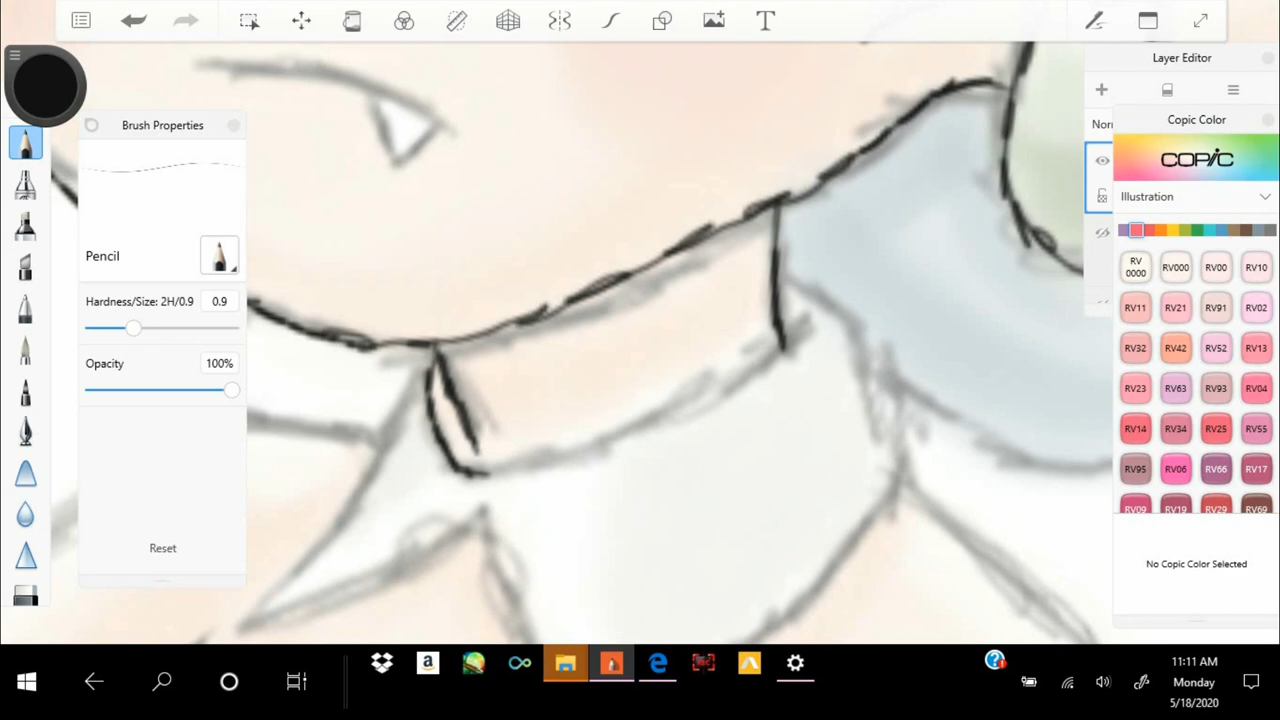 Layer Editor
Brush Properties
Copic Color
Nor
COPIC
Illustration
Pencil
Hardness/Size: 2H/0.9
0.9
Opacity
100%
Reset
RV 0000
RV000
RV00
RV10
RV11
RV21
RV91
RV02
RV32
RV42
RV52
RV13
RV23
RV63
RV93
RV04
RV14
RV34
RV25
RV55
RV95
RV06
RV66
RV17
RV09
RV19
RV29
RV69
No Copic Color Selected
11:11 AM
Monday
5/18/2020